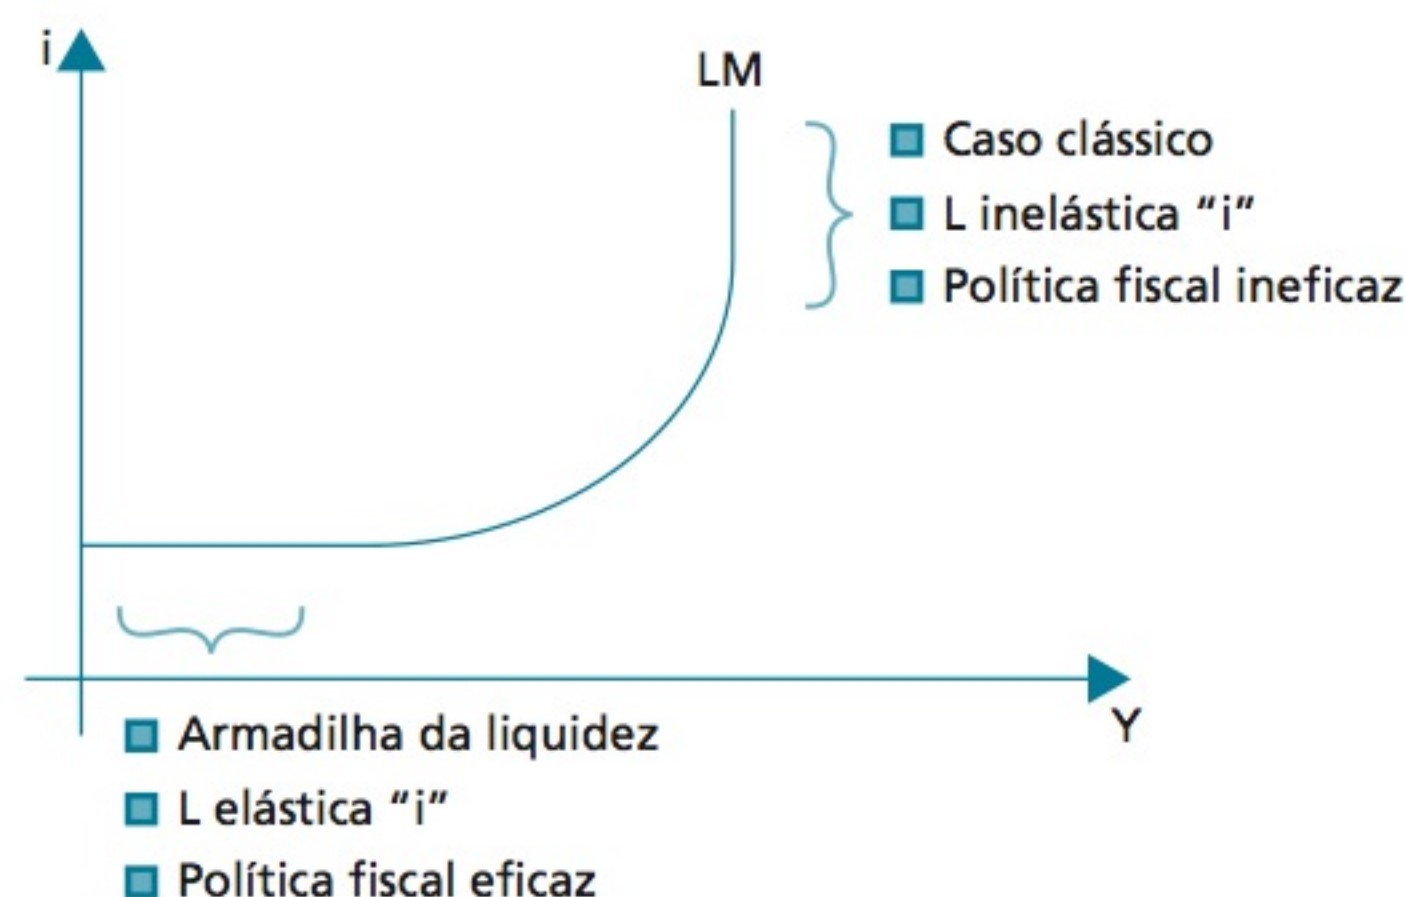 i
LM
Caso clássico
L inelástica “i”
Política fiscal ineficaz
Y
Armadilha da liquidez
L elástica “i”
Política fiscal eficaz